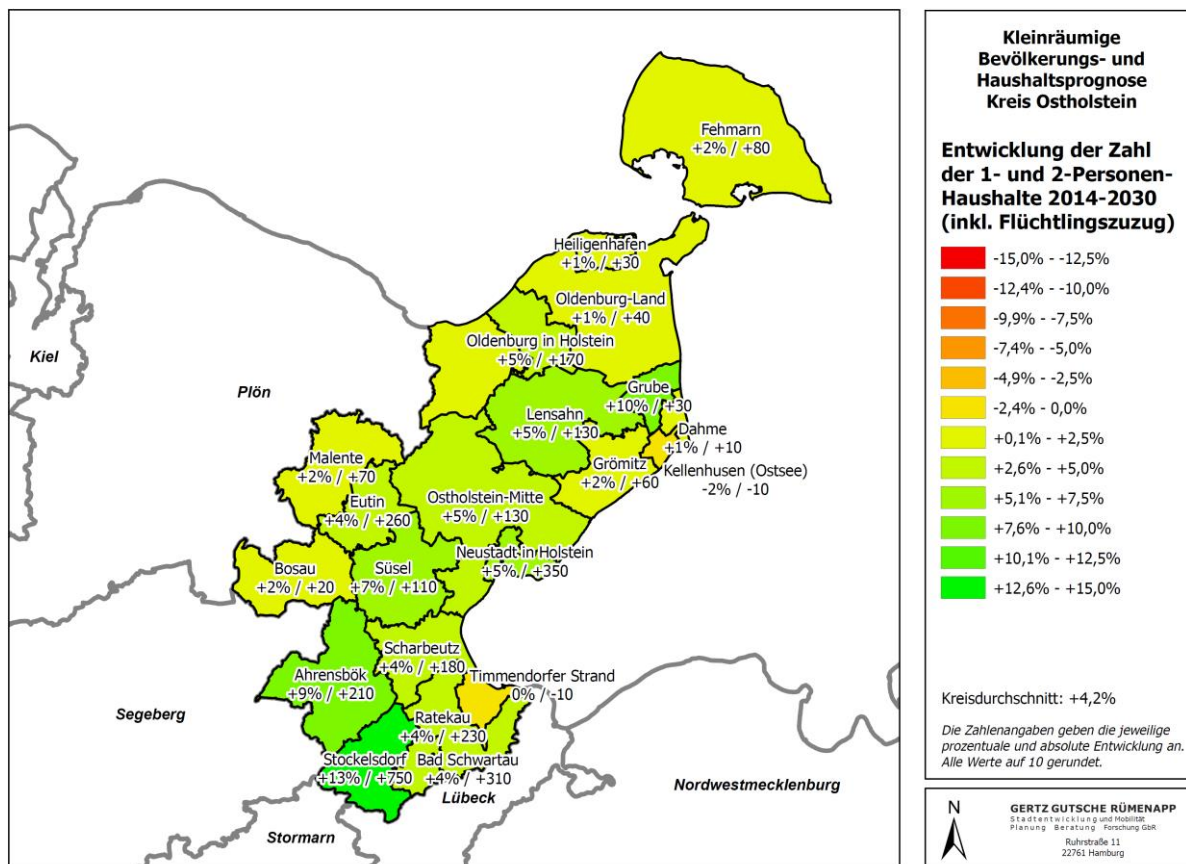 Fehmarn
+2% / +80
Heiligenhafen
+1% / +30
Oldenburg-Land
+1% / +40
Oldenburg in Holstein
+5% / +170
Kiel
Plön
Grube
+10% / +30
Lensahn
+5% / +130
Dahme
+1% / +10
Kellenhusen (Ostsee)
-2% / -10
Grömitz
+2% / +60
Malente
+2% / +70
Eutin
+4% / +260
Ostholstein-Mitte
+5% / +130
Neustadt in Holstein
+5% / +350
Bosau
+2% / +20
Süsel
+7% / +110
Scharbeutz
+4% / +180
Timmendorfer Strand
0% / -10
Ahrensbök
+9% / +210
Segeberg
Ratekau
+4% / +230
Stockelsdorf
+13% / +750
Bad Schwartau
+4% / +310
Lübeck
Nordwestmecklenburg
Stormarn
Kleinräumige
Bevölkerungs- und
Haushaltsprognose
Kreis Ostholstein
Entwicklung der Zahl
der 1- und 2-Personen-
Haushalte 2014-2030
(inkl. Flüchtlingszuzug)
-15,0% - -12,5%
-12,4% - -10,0%
-9,9% - -7,5%
-7,4% - -5,0%
-4,9% - -2,5%
-2,4% - 0,0%
+0,1% - +2,5%
+2,6% - +5,0%
+5,1% - +7,5%
+7,6% - +10,0%
+10,1% - +12,5%
+12,6% - +15,0%
Kreisdurchschnitt: +4,2%
Die Zahlenangaben geben die jeweilige
prozentuale und absolute Entwicklung an.
Alle Werte auf 10 gerundet.
N
GERTZ GUTSCHE RÜMENAPP
Stadtentwicklung und Mobilität
Planung Beratung Forschung GbR
Ruhrstraße 11
22761 Hamburg